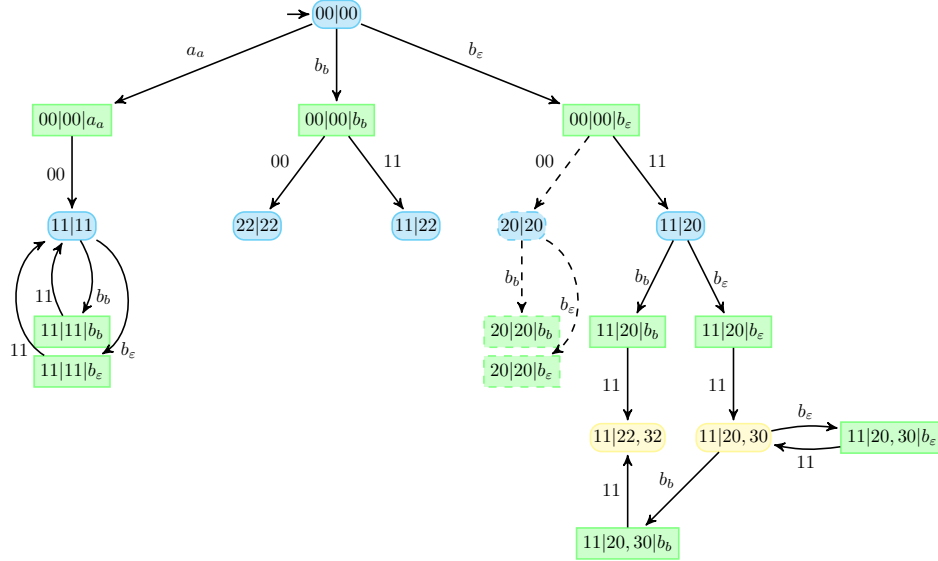 00|00
a_a
b_b
b_ε
00|00|a_a
00|00|b_b
00|00|b_ε
00
00
11
00
11
11|11
22|22
11|22
20|20
11|20
11
b_b
b_b
b_ε
b_b
b_ε
11|11|b_b
20|20|b_b
11|20|b_b
11|20|b_ε
11
b_ε
11|11|b_ε
20|20|b_ε
11
11
b_ε
11|22, 32
11|20, 30
11|20, 30|b_ε
11
11
b_b
11|20, 30|b_b